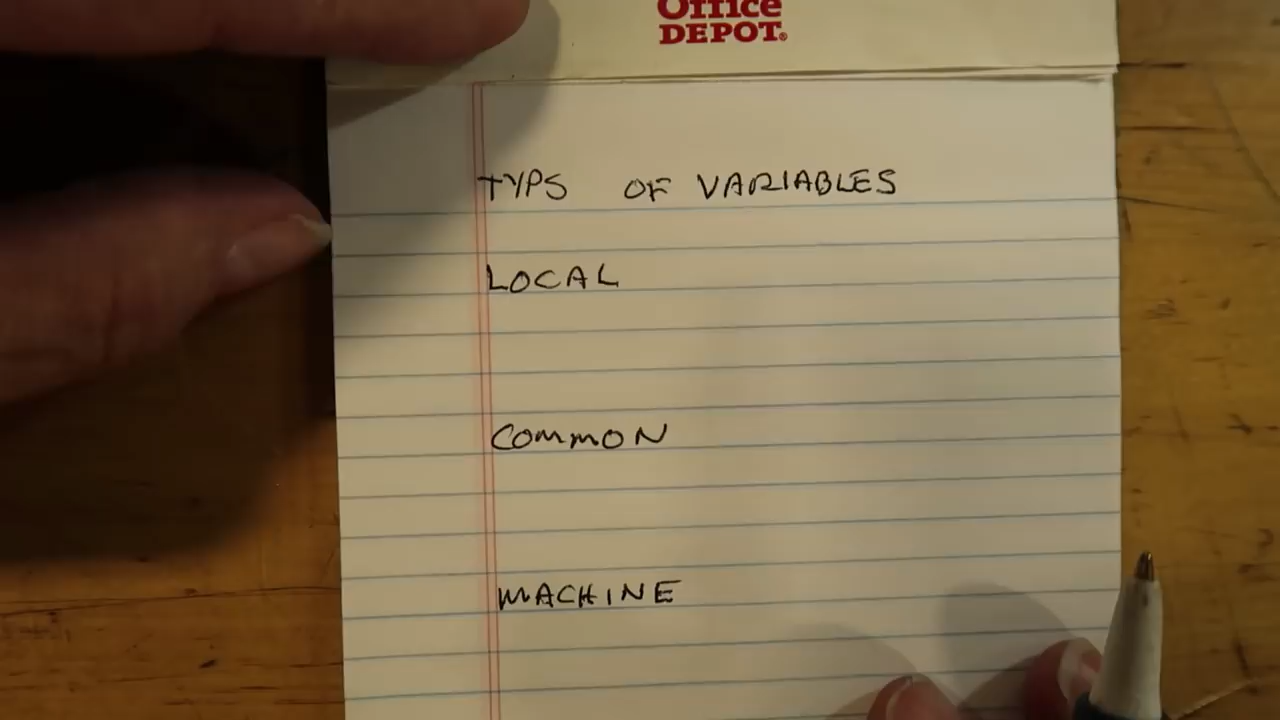 Office
DEPOT®
TYPS OF VARIABLES
LOCAL
COMMON
MACHINE